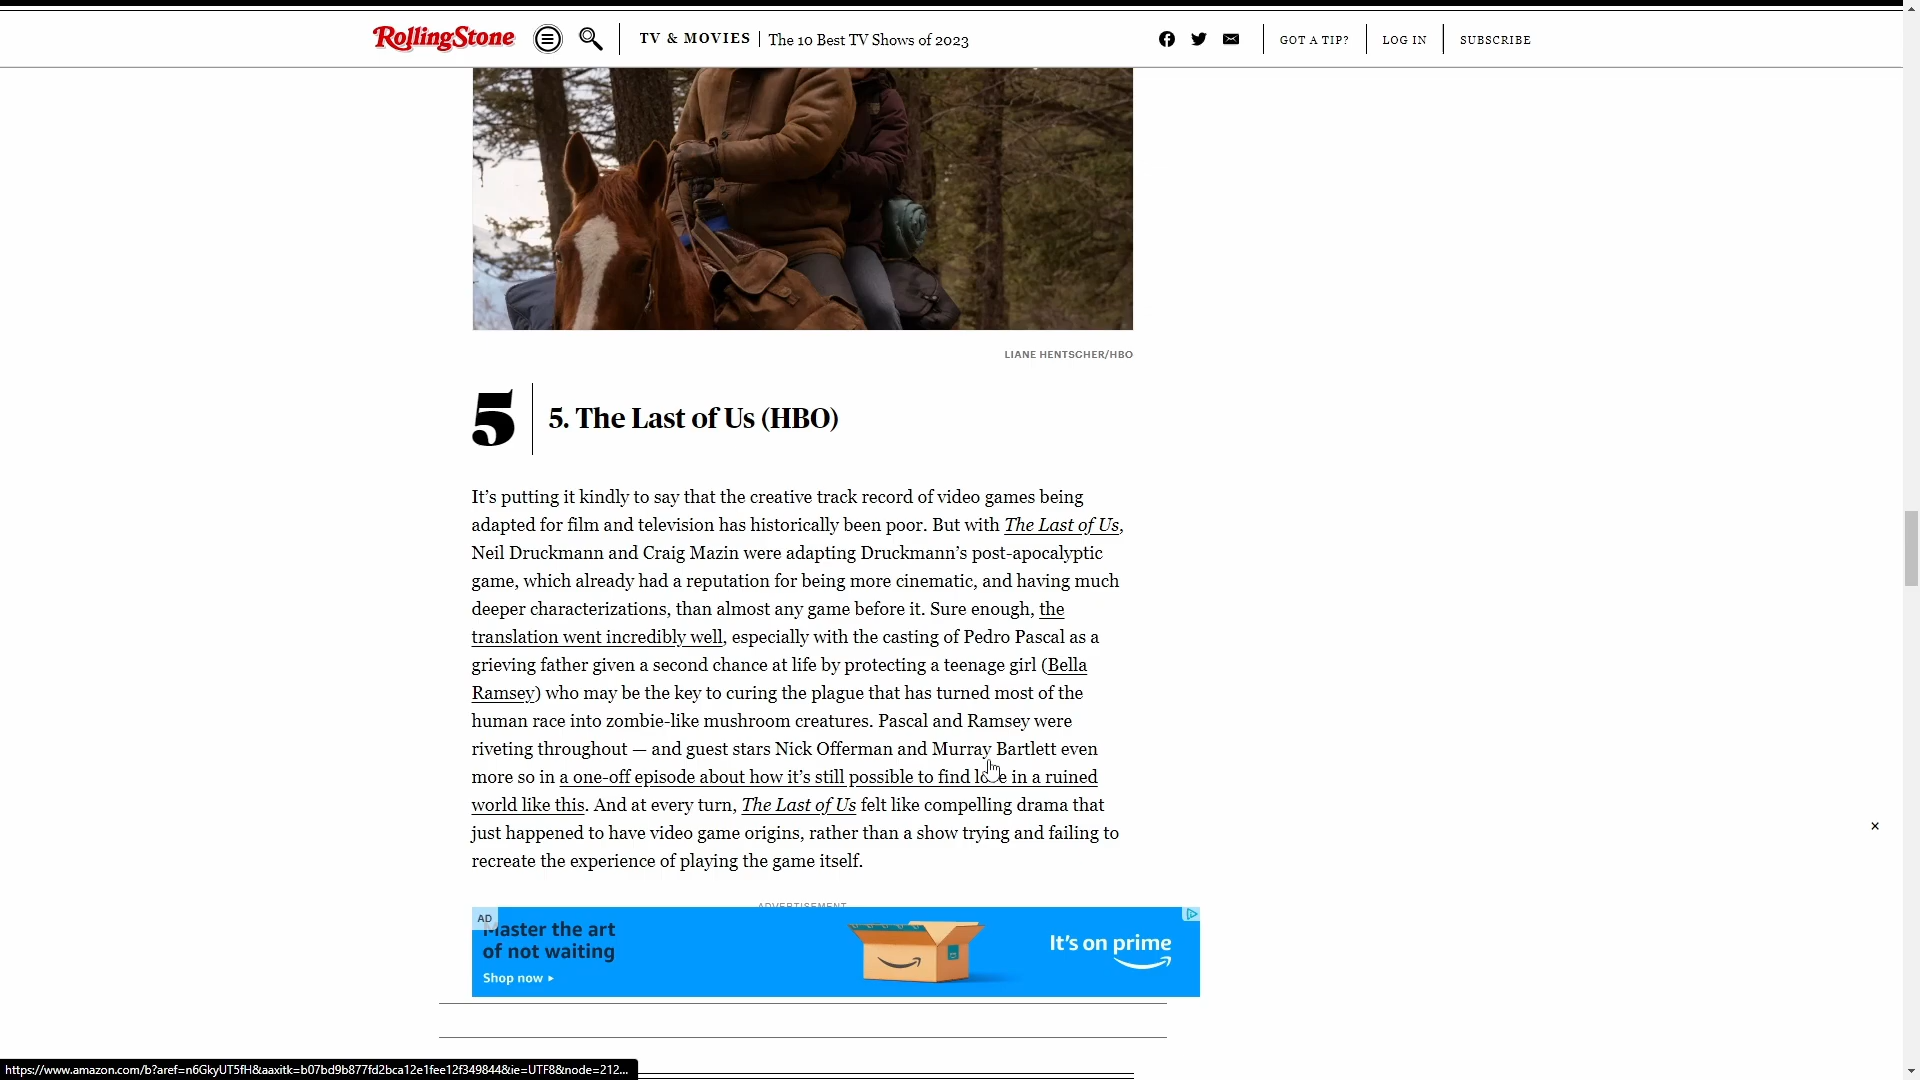 RollingStone
TV & MOVIES
The 10 Best TV Shows of 2023
GOT A TIP?
LOG IN
SUBSCRIBE
LIANE HENTSCHER/HBO
5
5. The Last of Us (HBO)
It's putting it kindly to say that the creative track record of video games being
adapted for film and television has historically been poor. But with The Last of Us,
Neil Druckmann and Craig Mazin were adapting Druckmann's post-apocalyptic
game, which already had a reputation for being more cinematic, and having much
deeper characterizations, than almost any game before it. Sure enough, the
translation went incredibly well, especially with the casting of Pedro Pascal as a
grieving father given a second chance at life by protecting a teenage girl (Bella
Ramsey) who may be the key to curing the plague that has turned most of the
human race into zombie-like mushroom creatures. Pascal and Ramsey were
riveting throughout — and guest stars Nick Offerman and Murray Bartlett even
more so in a one-off episode about how it's still possible to find love in a ruined
world like this. And at every turn, The Last of Us felt like compelling drama that
just happened to have video game origins, rather than a show trying and failing to
recreate the experience of playing the game itself.
ADVERTISEMENT
AD
Master the art
of not waiting
Shop now
It's on prime
https://www.amazon.com/b?aref=n6GkyUT5fH&aaxitk=b07bd9b877fd2bca12e1fee12f349844&ie=UTF8&node=212...